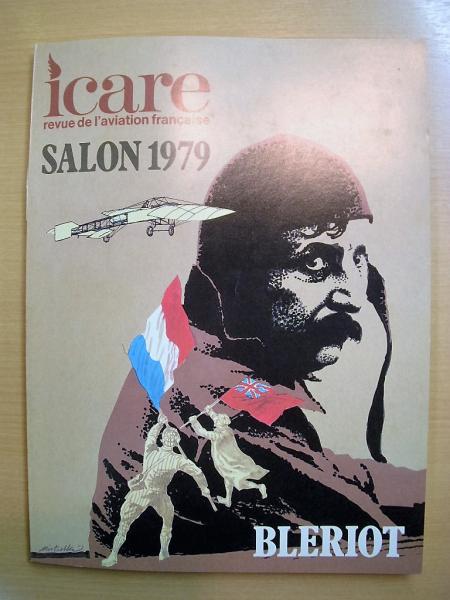 icare
revue de l'aviation française
SALON 1979
BLERIOT